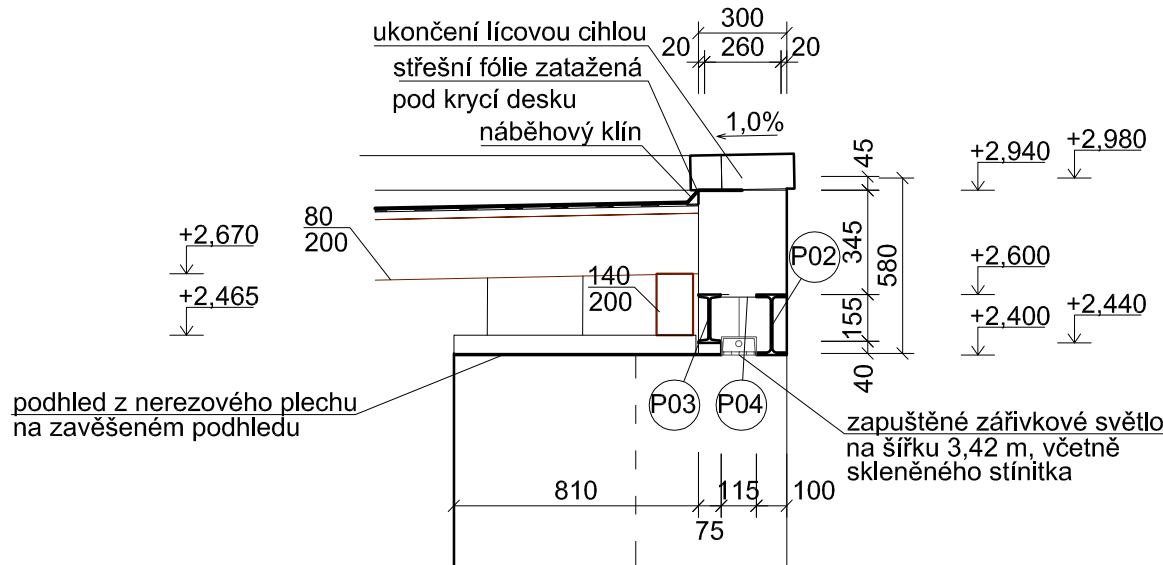 ukončení lícovou cihlou
střešní fólie zatažená
pod krycí desku
náběhový klín
300
20 260 20
1,0%
+2,940
+2,980
45
345
580
155
40
80
200
+2,670
+2,465
140
200
P02
+2,600
+2,440
+2,400
P03
P04
podhled z nerezového plechu
na zavěšeném podhledu
zapuštěné zářivkové světlo
na šířku 3,42 m, včetně
skleněného stínitka
810
115
100
75